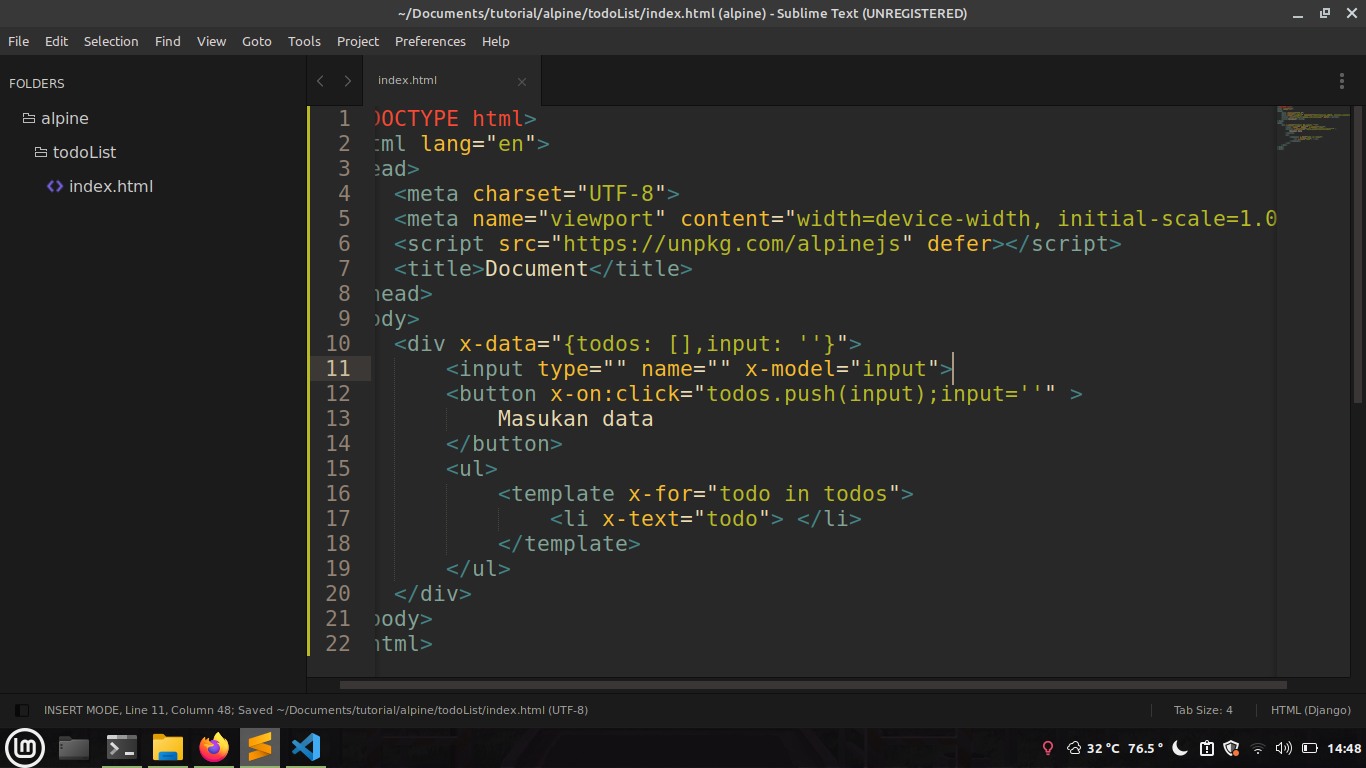 ~/Documents/tutorial/alpine/todoList/index.html (alpine) - Sublime Text (UNREGISTERED)
File Edit Selection Find View Goto Tools Project Preferences Help
FOLDERS
alpine
todoList
index.html
index.html
1 DOCTYPE html>
2 tml lang="en">
3 ead>
4 <meta charset="UTF-8">
5 <meta name="viewport" content="width=device-width, initial-scale=1.0
6 <script src="https://unpkg.com/alpinejs" defer></script>
7 <title>Document</title>
8 head>
9 ody>
10 <div x-data="{todos: [],input: ''}">
11 <input type="" name="" x-model="input">
12 <button x-on:click="todos.push(input);input=''" >
13 Masukan data
14 </button>
15 <ul>
16 <template x-for="todo in todos">
17 <li x-text="todo"> </li>
18 </template>
19 </ul>
20 </div>
21 body>
22 html>
INSERT MODE, Line 11, Column 48; Saved ~/Documents/tutorial/alpine/todoList/index.html (UTF-8) Tab Size: 4 HTML (Django)
32 °C 76.5 ° 14:48